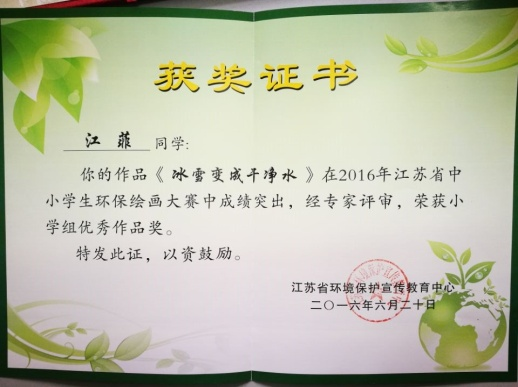 获奖证书
江菲 同学:
你的作品《冰雪变成干净水》在2016年江苏省中
小学生环保绘画大赛中成绩突出，经专家评审，荣获小
学组优秀作品奖。
特发此证，以资鼓励。
江苏省环境保护宣传教育中心
二〇一六年六月二十日